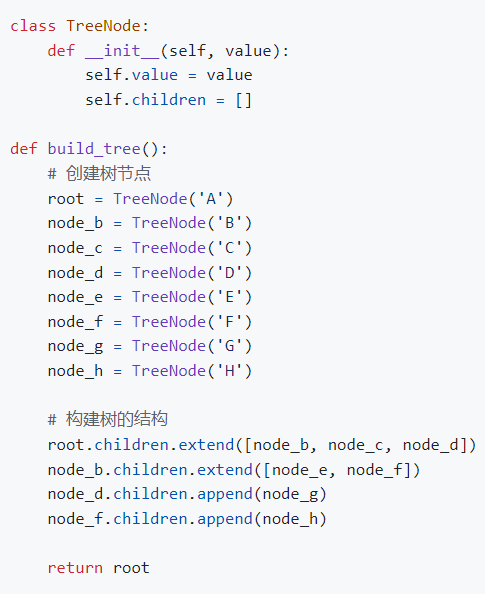 class TreeNode:
    def __init__(self, value):
        self.value = value
        self.children = []

def build_tree():
    # 创建树节点
    root = TreeNode('A')
    node_b = TreeNode('B')
    node_c = TreeNode('C')
    node_d = TreeNode('D')
    node_e = TreeNode('E')
    node_f = TreeNode('F')
    node_g = TreeNode('G')
    node_h = TreeNode('H')

    # 构建树的结构
    root.children.extend([node_b, node_c, node_d])
    node_b.children.extend([node_e, node_f])
    node_d.children.append(node_g)
    node_f.children.append(node_h)

    return root